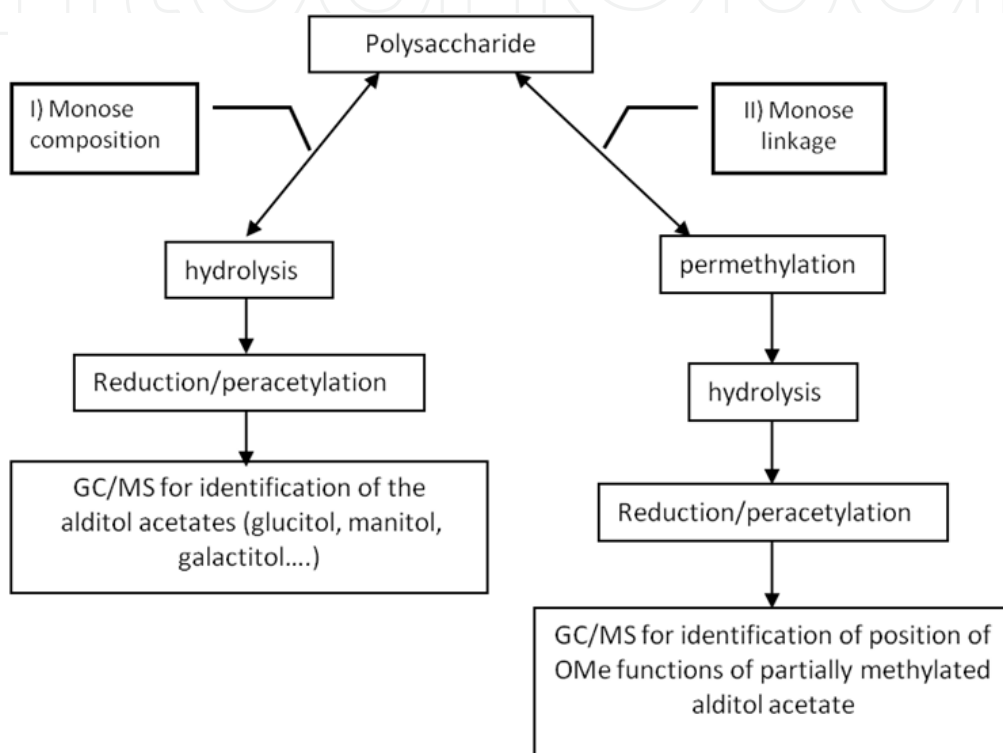 Polysaccharide
I) Monose
composition
II) Monose
linkage
hydrolysis
permethylation
Reduction/peracetylation
hydrolysis
GC/MS for identification of the
alditol acetates (glucitol, manitol,
galactitol....)
Reduction/peracetylation
GC/MS for identification of position of
OMe functions of partially methylated
alditol acetate